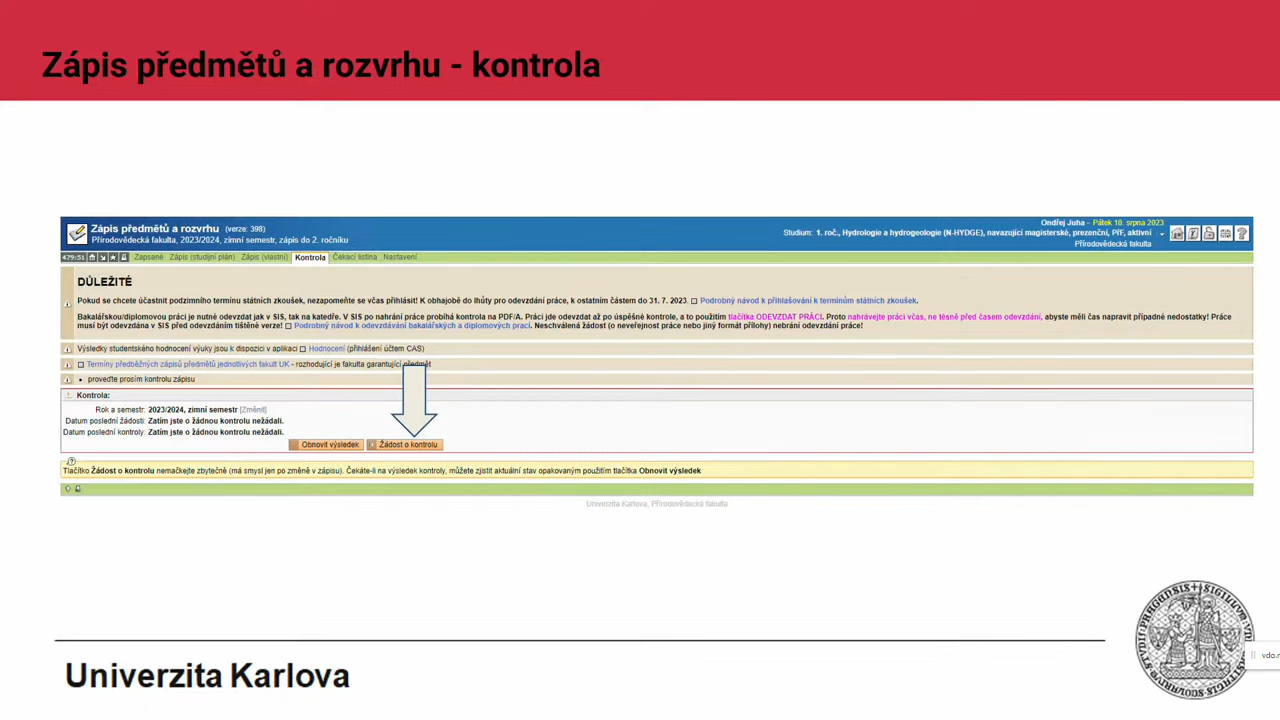 Zápis předmětů a rozvrhu - kontrola
Zápis předmětů a rozvrhu (verze: 398)
Přírodovědecká fakulta, 2023/2024, zimní semestr, zápis do 2. ročníku
Ondřej Juha - Pátek 18. srpna 2023
Studium: 1. roč., Hydrologie a hydrogeologie (N-HYDGE), navazující magisterské, prezenční, PřF, aktivní
Přírodovědecká fakulta
479:51 Zapsané Zápis (studijní plán) Zápis (vlastní) Kontrola Čekací listina Nastavení
DŮLEŽITÉ
Pokud se chcete účastnit podzimního termínu státních zkoušek, nezapomeňte se včas přihlásit! K obhajobě do lhůty pro odevzdání práce, k ostatním částem do 31. 7. 2023. Podrobný návod k přihlašování k termínům státních zkoušek.
Bakalářskou/diplomovou práci je nutné odevzdat jak v SIS, tak na katedře. V SIS po nahrání práce probíhá kontrola na PDF/A. Práci jde odevzdat až po úspěšné kontrole, a to použitím tlačítka ODEVZDAT PRÁCI. Proto nahrávejte práci včas, ne těsně před časem odevzdání, abyste měli čas napravit případné nedostatky! Práce
musí být odevzdána v SIS před odevzdáním tištěné verze! Podrobný návod k odevzdávání bakalářských a diplomových prací. Neschválená žádost (o neveřejnost práce nebo jiný formát přílohy) nebrání odevzdání práce!
Výsledky studentského hodnocení výuky jsou k dispozici v aplikaci Hodnocení (přihlášení účtem CAS)
Termíny předběžných zápisů předmětů jednotlivých fakult UK - rozhodující je fakulta garantující předmět
• proveďte prosím kontrolu zápisu
Kontrola:
Rok a semestr: 2023/2024, zimní semestr [Změnit]
Datum poslední žádosti: Zatím jste o žádnou kontrolu nežádali.
Datum poslední kontroly: Zatím jste o žádnou kontrolu nežádali.
Obnovit výsledek Žádost o kontrolu
Tlačítko Žádost o kontrolu nemačkejte zbytečně (má smysl jen po změně v zápisu). Čekáte-li na výsledek kontroly, můžete zjistit aktuální stav opakovaným použitím tlačítka Obnovit výsledek
Univerzita Karlova, Přírodovědecká fakulta
Univerzita Karlova